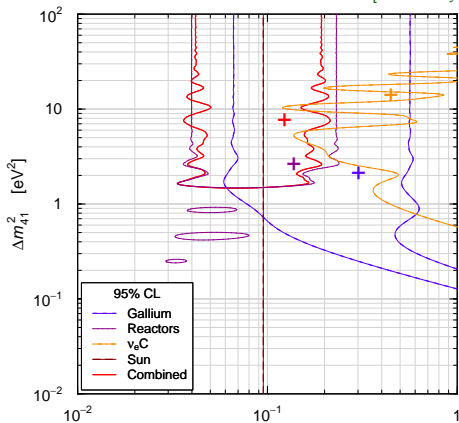 10²
10
1
10⁻¹
10⁻²
Δm²₄₁ [eV²]
95% CL
Gallium
Reactors
νₑC
Sun
Combined
10⁻² 10⁻¹ 1